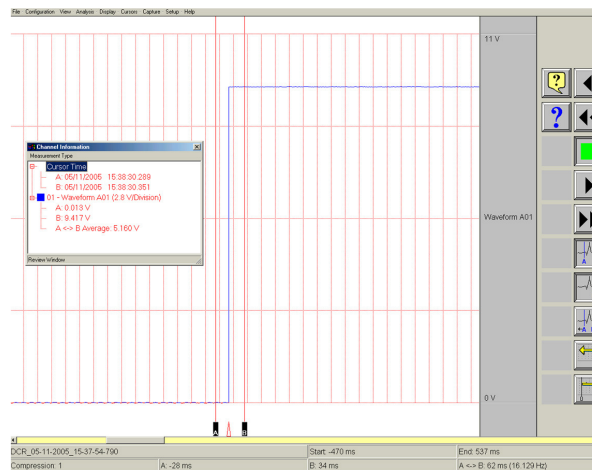 File Configuration View Analysis Display Cursors Capture Setup Help
11 V
Channel Information
Measurement Type
Cursor Time
A: 05/11/2005 15:38:30.289
B: 05/11/2005 15:38:30.351
01 - Waveform A01 (2.8 V/Division)
A: 0.013 V
B: 9.417 V
A <-> B Average: 5.160 V
Review Window
Waveform A01
0 V
A B
DCR_05-11-2005_15-37-54-790 Start: -470 ms End: 537 ms
Compression: 1 A: -28 ms B: 34 ms A <-> B: 62 ms (16.129 Hz)